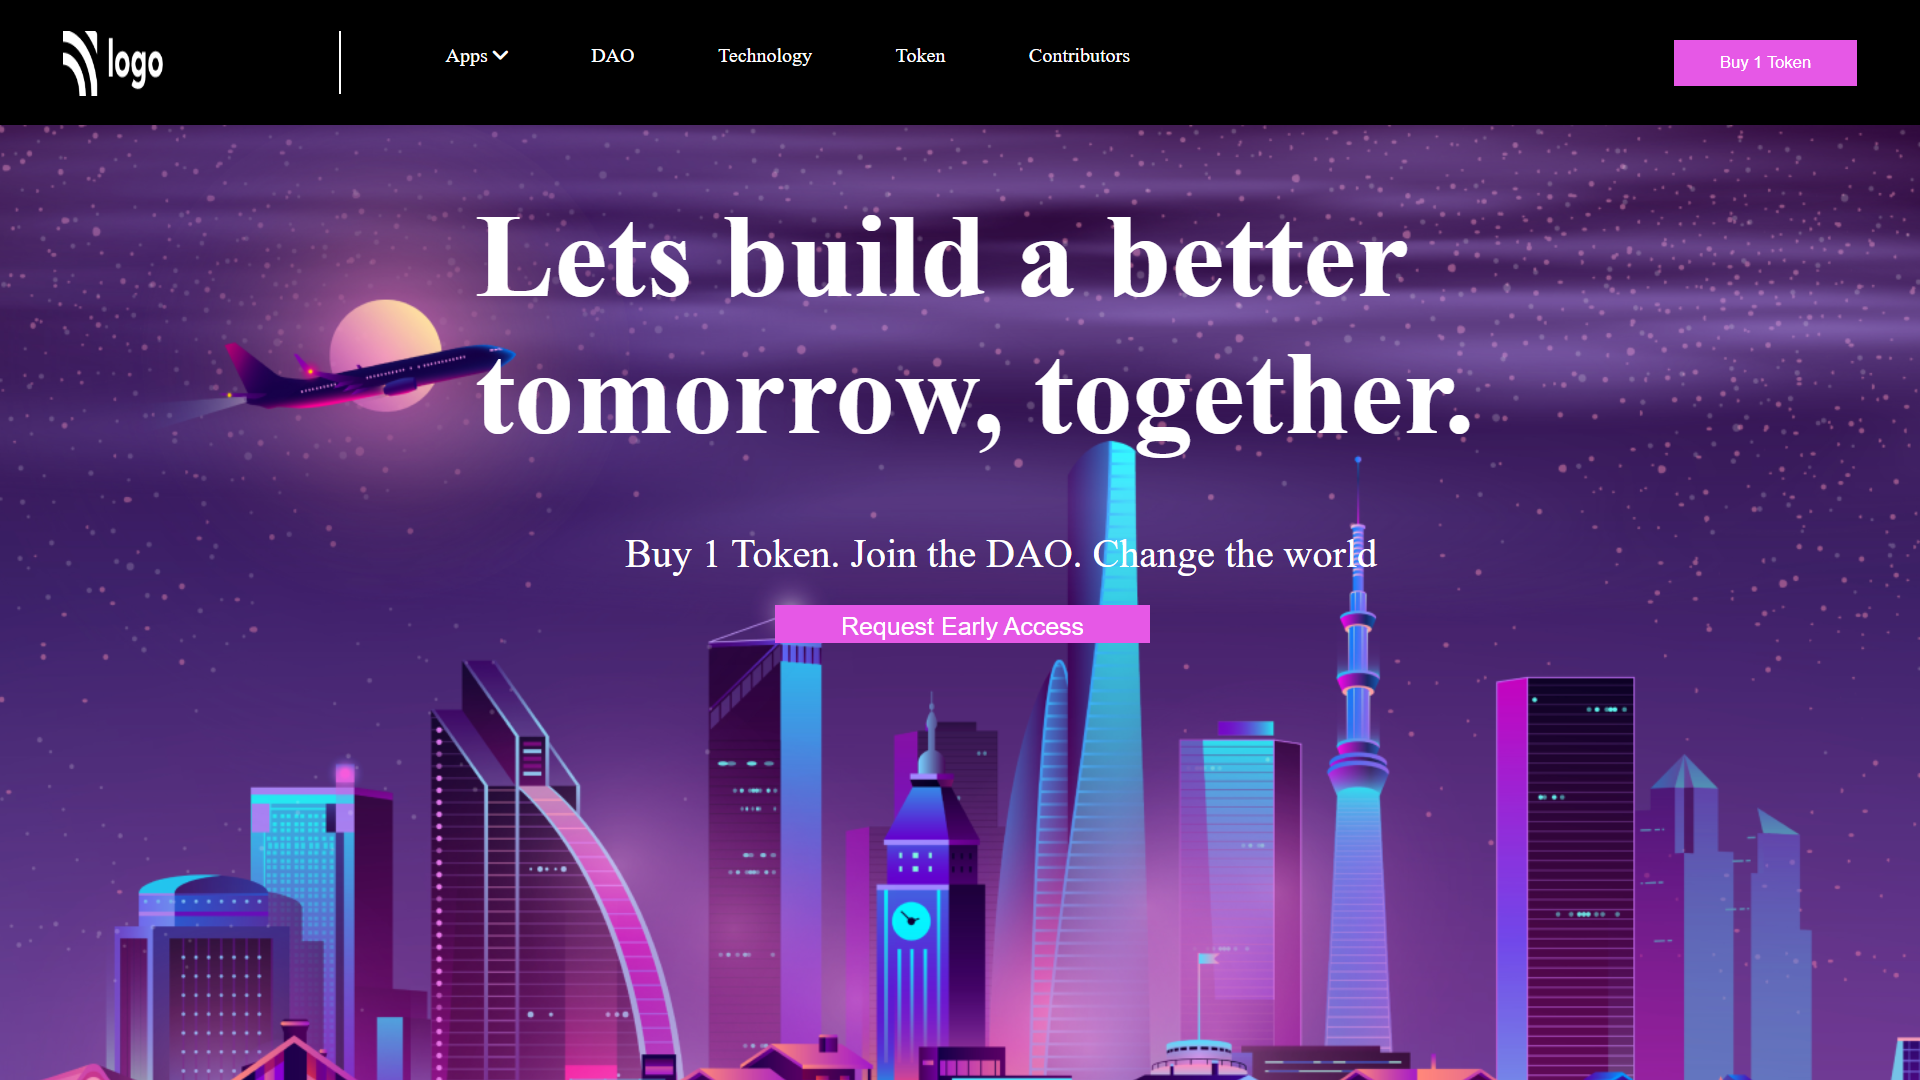 logo
Apps
DAO
Technology
Token
Contributors
Buy 1 Token
Lets build a better
tomorrow, together.
Buy 1 Token. Join the DAO. Change the world
Request Early Access